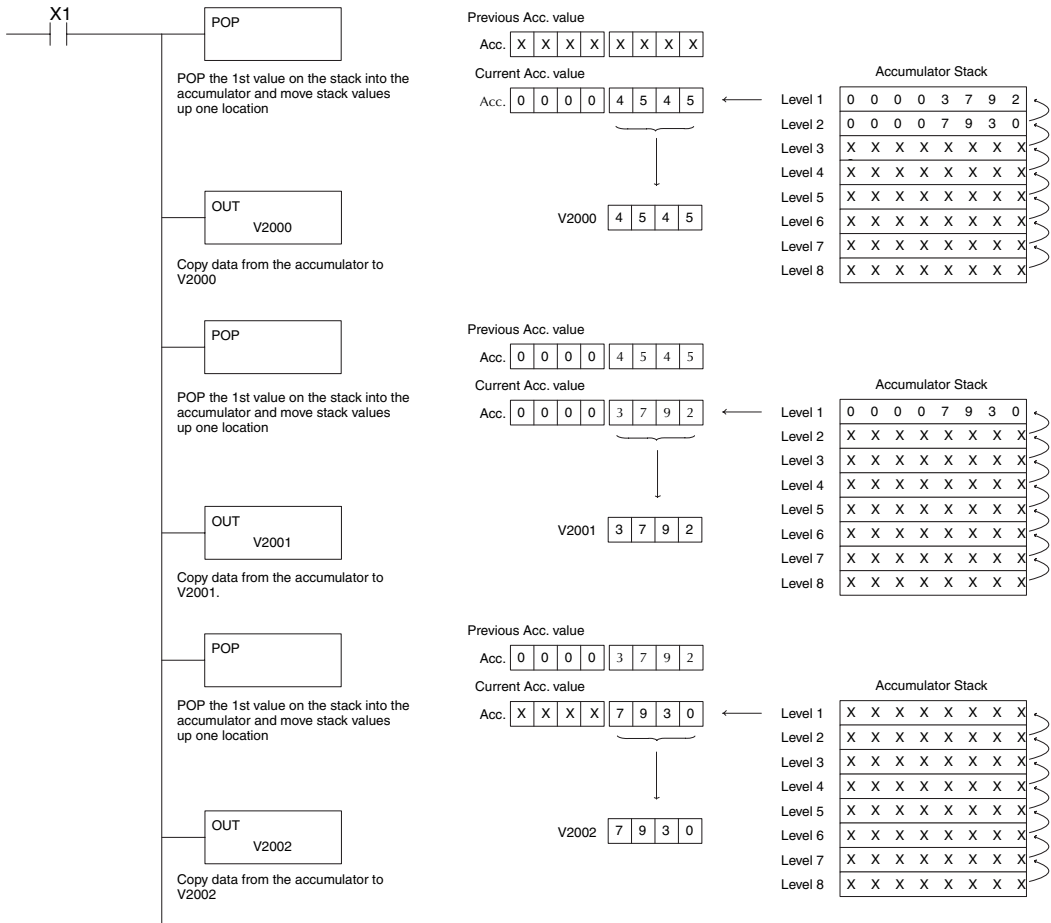 X1
POP
POP the 1st value on the stack into the
accumulator and move stack values
up one location
Previous Acc. value
Acc. X X X X X X X X
Current Acc. value
Acc. 0 0 0 0 4 5 4 5
V2000 4 5 4 5
Accumulator Stack
Level 1 0 0 0 0 3 7 9 2
Level 2 0 0 0 0 7 9 3 0
Level 3 X X X X X X X X
Level 4 X X X X X X X X
Level 5 X X X X X X X X
Level 6 X X X X X X X X
Level 7 X X X X X X X X
Level 8 X X X X X X X X
OUT
V2000
Copy data from the accumulator to
V2000
POP
POP the 1st value on the stack into the
accumulator and move stack values
up one location
Previous Acc. value
Acc. 0 0 0 0 4 5 4 5
Current Acc. value
Acc. 0 0 0 0 3 7 9 2
V2001 3 7 9 2
Accumulator Stack
Level 1 0 0 0 0 7 9 3 0
Level 2 X X X X X X X X
Level 3 X X X X X X X X
Level 4 X X X X X X X X
Level 5 X X X X X X X X
Level 6 X X X X X X X X
Level 7 X X X X X X X X
Level 8 X X X X X X X X
OUT
V2001
Copy data from the accumulator to
V2001.
POP
POP the 1st value on the stack into the
accumulator and move stack values
up one location
Previous Acc. value
Acc. 0 0 0 0 3 7 9 2
Current Acc. value
Acc. X X X X 7 9 3 0
V2002 7 9 3 0
Accumulator Stack
Level 1 X X X X X X X X
Level 2 X X X X X X X X
Level 3 X X X X X X X X
Level 4 X X X X X X X X
Level 5 X X X X X X X X
Level 6 X X X X X X X X
Level 7 X X X X X X X X
Level 8 X X X X X X X X
OUT
V2002
Copy data from the accumulator to
V2002